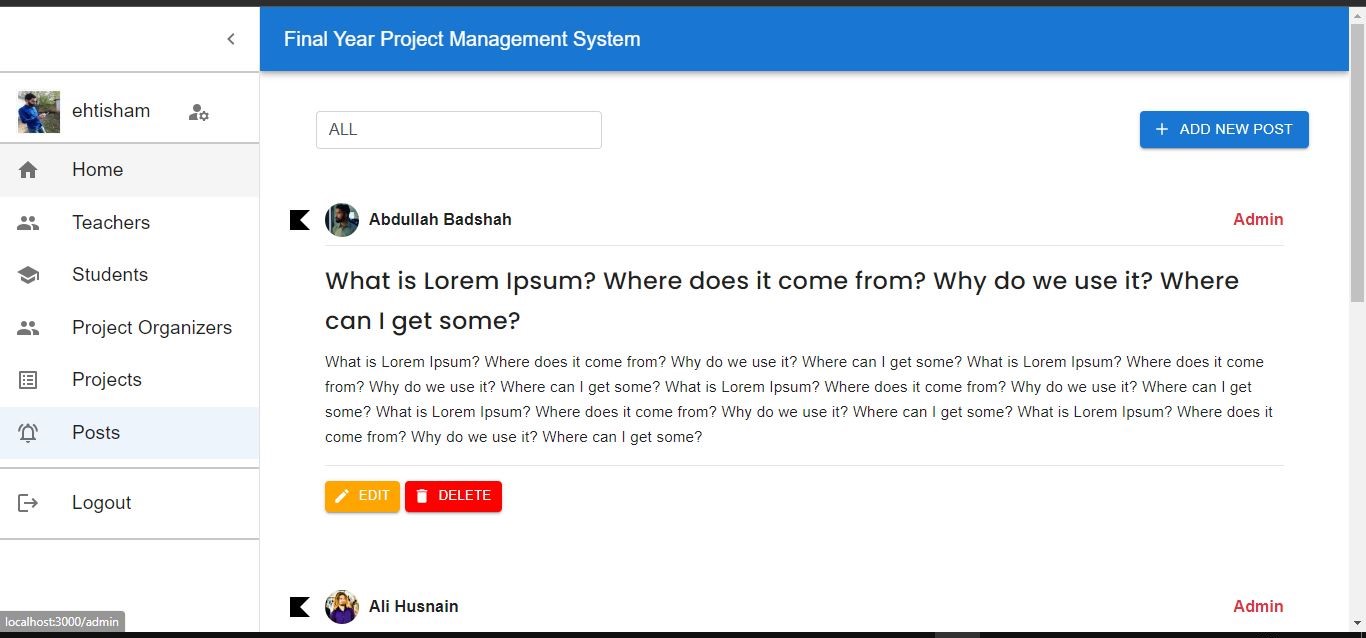 Final Year Project Management System
ehtisham
Home
Teachers
Students
Project Organizers
Projects
Posts
Logout
localhost:3000/admin
ALL
ADD NEW POST
Abdullah Badshah
Admin
What is Lorem Ipsum? Where does it come from? Why do we use it? Where
can I get some?
What is Lorem Ipsum? Where does it come from? Why do we use it? Where can I get some? What is Lorem Ipsum? Where does it come
from? Why do we use it? Where can I get some? What is Lorem Ipsum? Where does it come from? Why do we use it? Where can I get
some? What is Lorem Ipsum? Where does it come from? Why do we use it? Where can I get some? What is Lorem Ipsum? Where does it
come from? Why do we use it? Where can I get some?
EDIT
DELETE
Ali Husnain
Admin